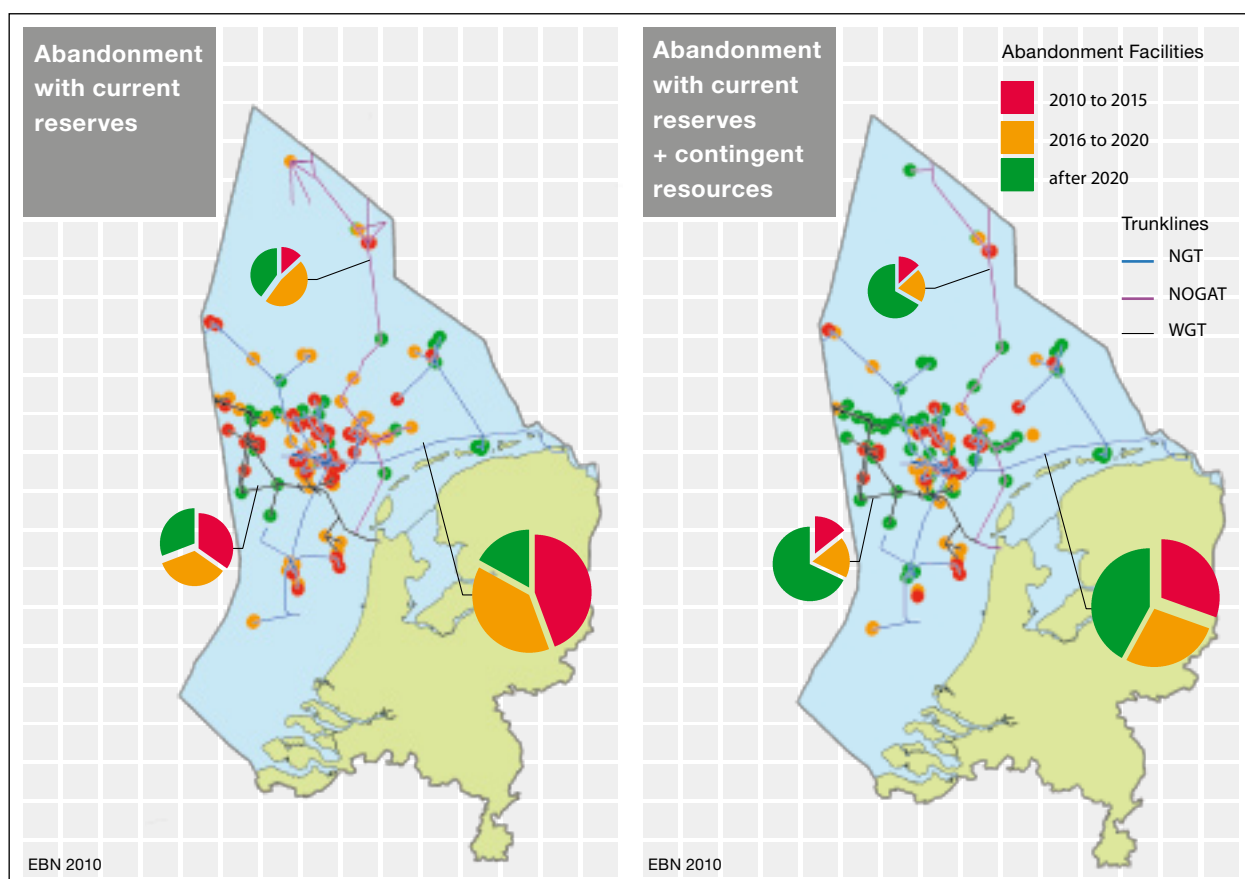 Abandonment
with current
reserves
EBN 2010
Abandonment
with current
reserves
+ contingent
resources
Abandonment Facilities
2010 to 2015
2016 to 2020
after 2020
Trunklines
NGT
NOGAT
WGT
EBN 2010